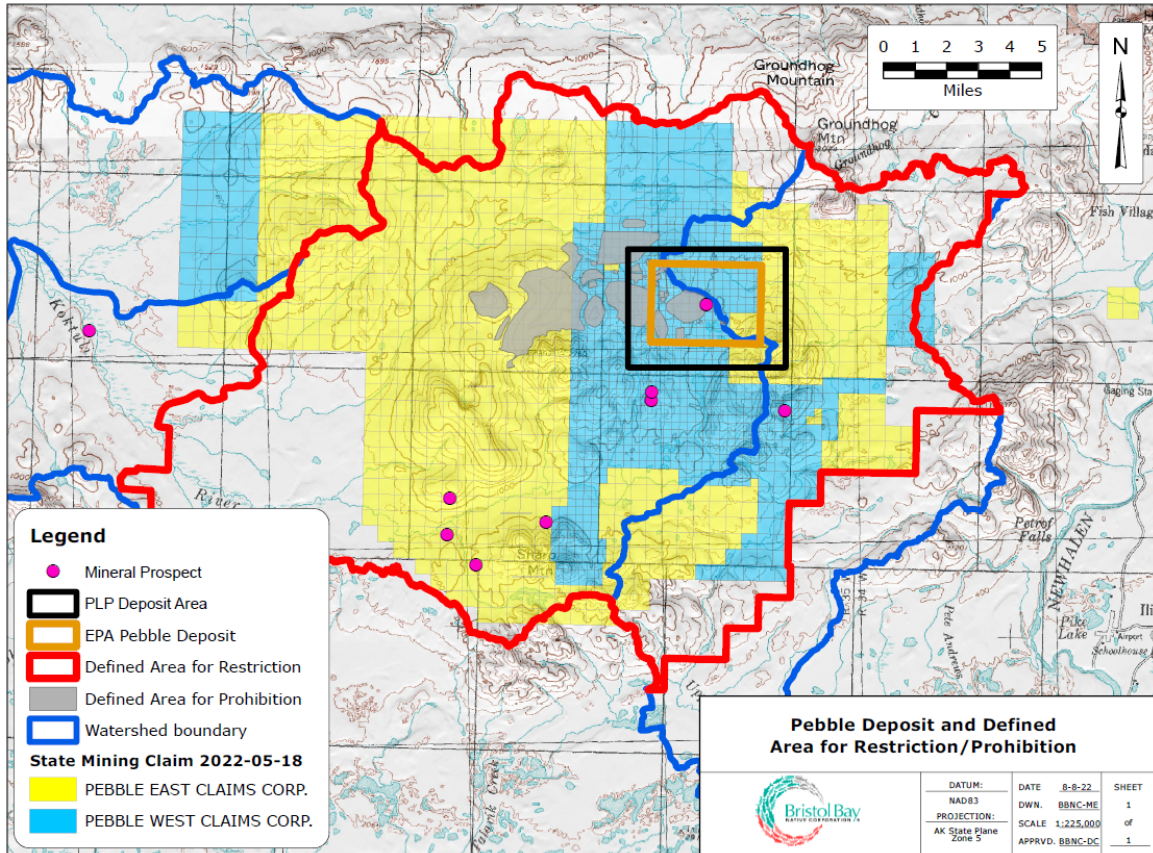 Groundhog
Mountain
0 1 2 3 4 5
Miles
N
Groundhog
Mtn
Groundhog
Fish Village
Koktuli
River
Gaging Sta
Sharp
Mtn
Petrof
Falls
NEWHALEN
Pete Andrews
Pike
Lake
Airport
Schoolhouse
Talarik Creek
Legend
Mineral Prospect
PLP Deposit Area
EPA Pebble Deposit
Defined Area for Restriction
Defined Area for Prohibition
Watershed boundary
State Mining Claim 2022-05-18
PEBBLE EAST CLAIMS CORP.
PEBBLE WEST CLAIMS CORP.
Pebble Deposit and Defined
Area for Restriction/Prohibition
Bristol Bay
NATIVE CORPORATION
DATUM:
NAD83
PROJECTION:
AK State Plane
Zone 5
DATE 8-8-22
DWN. BBNC-ME
SCALE 1:225,000
APPRVD. BBNC-DC
SHEET
1
of
1